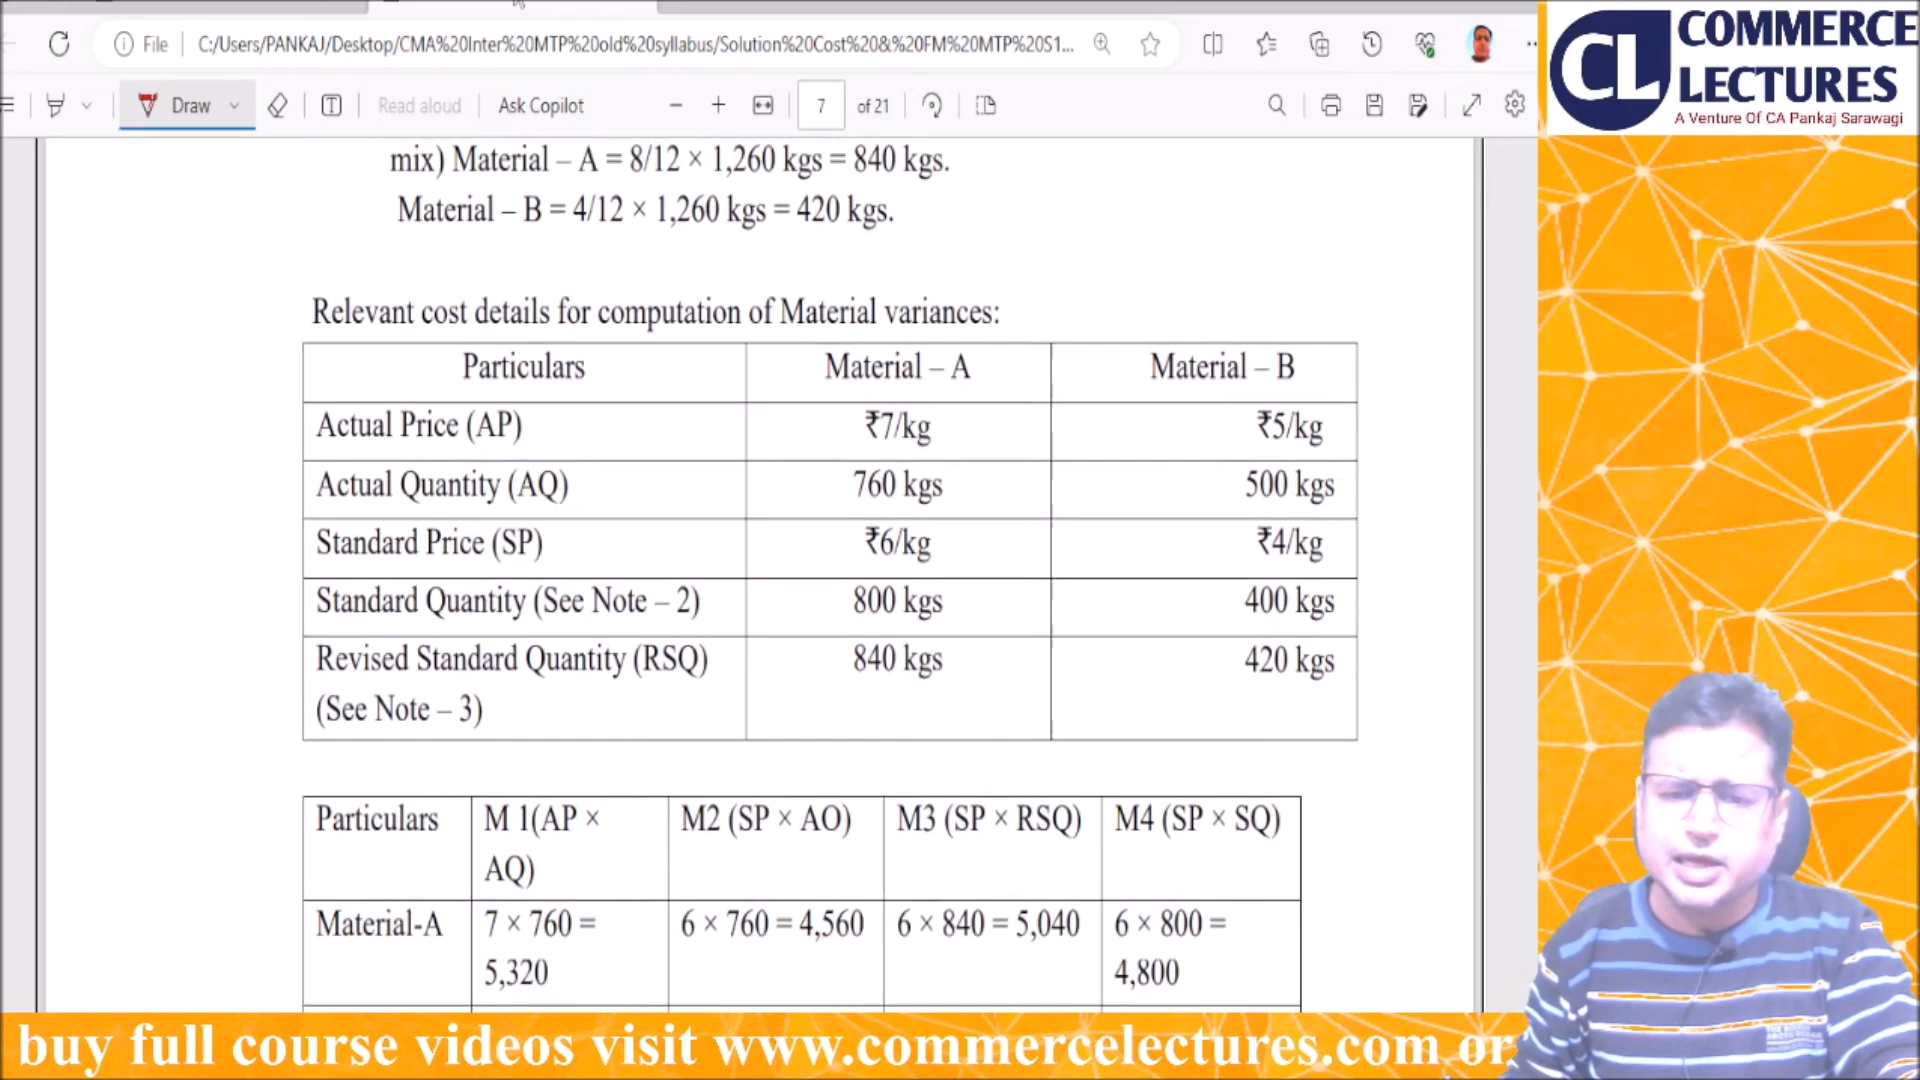 File
C:/Users/PANKAJ/Desktop/CMA%20Inter%20MTP%20old%20syllabus/Solution%20Cost%20&%20FM%20MTP%20S1...
Draw
Read aloud
Ask Copilot
7
of 21
CL
COMMERCE
LECTURES
A Venture Of CA Pankaj Sarawagi
mix) Material – A = 8/12 × 1,260 kgs = 840 kgs.
Material – B = 4/12 × 1,260 kgs = 420 kgs.
Relevant cost details for computation of Material variances:
Particulars Material – A Material – B
Actual Price (AP) ₹7/kg ₹5/kg
Actual Quantity (AQ) 760 kgs 500 kgs
Standard Price (SP) ₹6/kg ₹4/kg
Standard Quantity (See Note – 2) 800 kgs 400 kgs
Revised Standard Quantity (RSQ) 840 kgs 420 kgs
(See Note – 3)
Particulars M 1(AP × M2 (SP × AO) M3 (SP × RSQ) M4 (SP × SQ)
AQ)
Material-A 7 × 760 = 6 × 760 = 4,560 6 × 840 = 5,040 6 × 800 =
5,320 4,800
buy full course videos visit www.commercelectures.com or